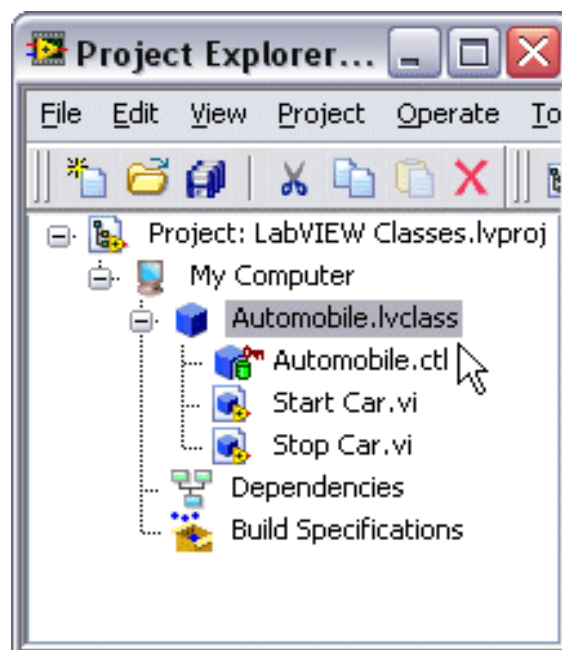 Project Explorer...
File Edit View Project Operate To
Project: LabVIEW Classes.lvproj
My Computer
Automobile.lvclass
Automobile.ctl
Start Car.vi
Stop Car.vi
Dependencies
Build Specifications